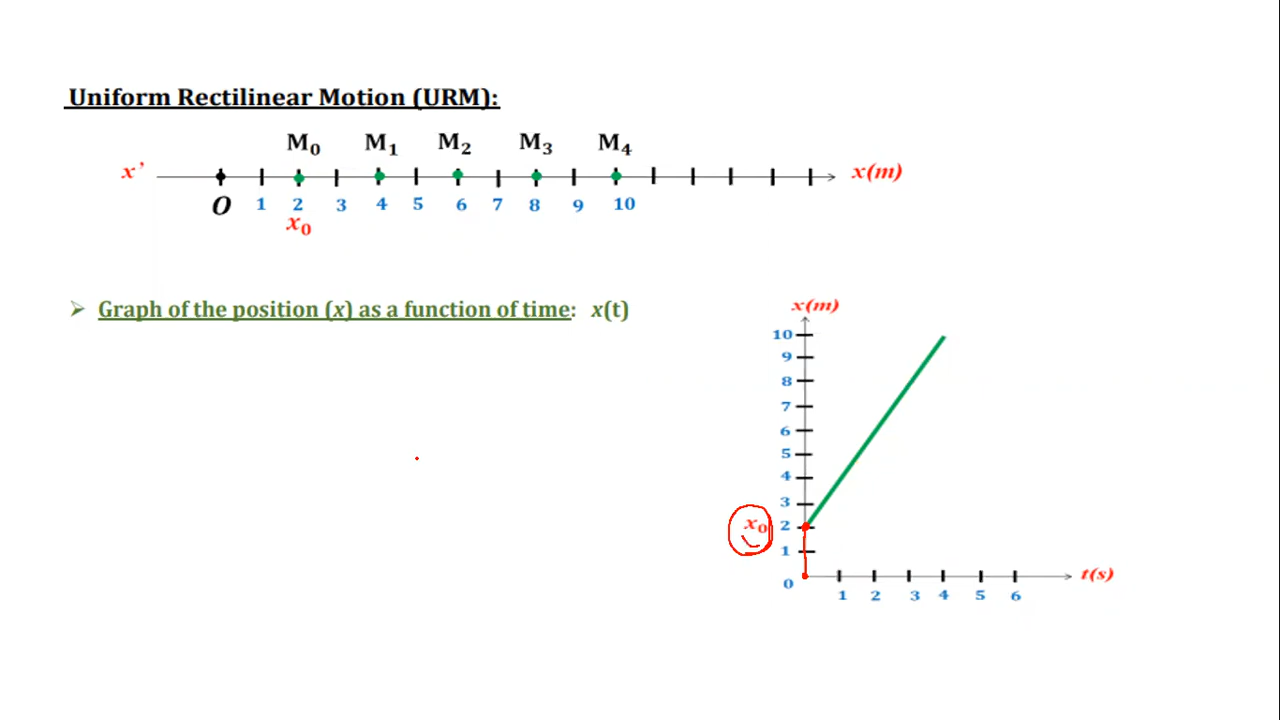 Uniform Rectilinear Motion (URM):
M₀ M₁ M₂ M₃ M₄
x' x(m)
O 1 2 3 4 5 6 7 8 9 10
x₀
➢ Graph of the position (x) as a function of time: x(t)
x(m)
10
9
8
7
6
5
4
3
x₀ 2
1
0
t(s)
1 2 3 4 5 6